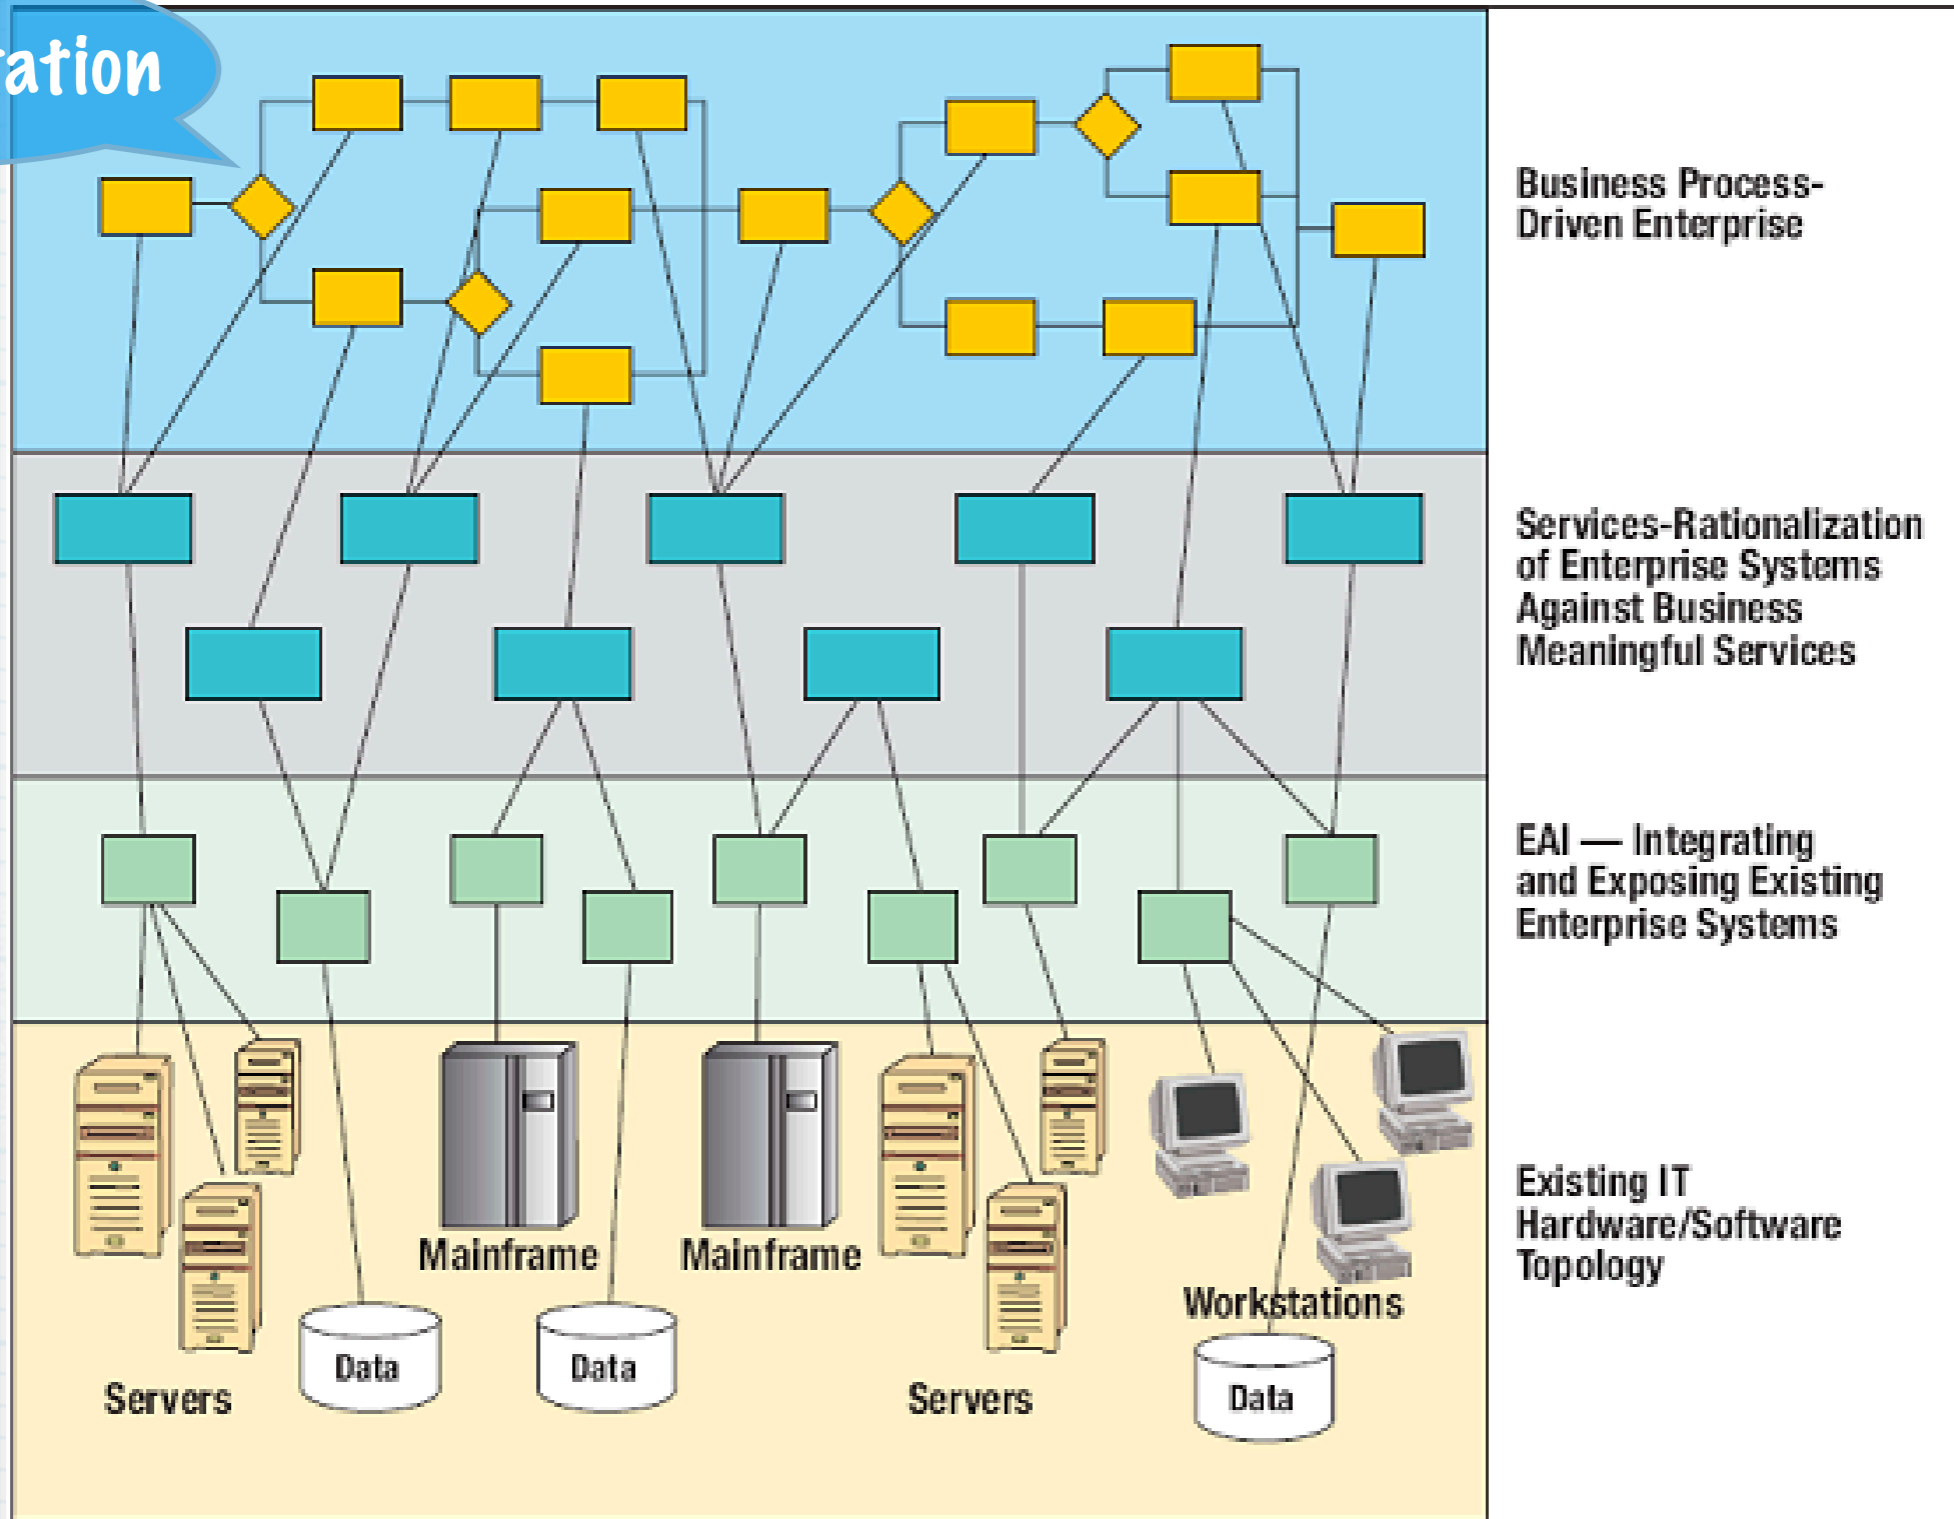 ation
Business Process-
Driven Enterprise
Services-Rationalization
of Enterprise Systems
Against Business
Meaningful Services
EAI — Integrating
and Exposing Existing
Enterprise Systems
Existing IT
Hardware/Software
Topology
Mainframe
Mainframe
Workstations
Data
Data
Data
Servers
Servers